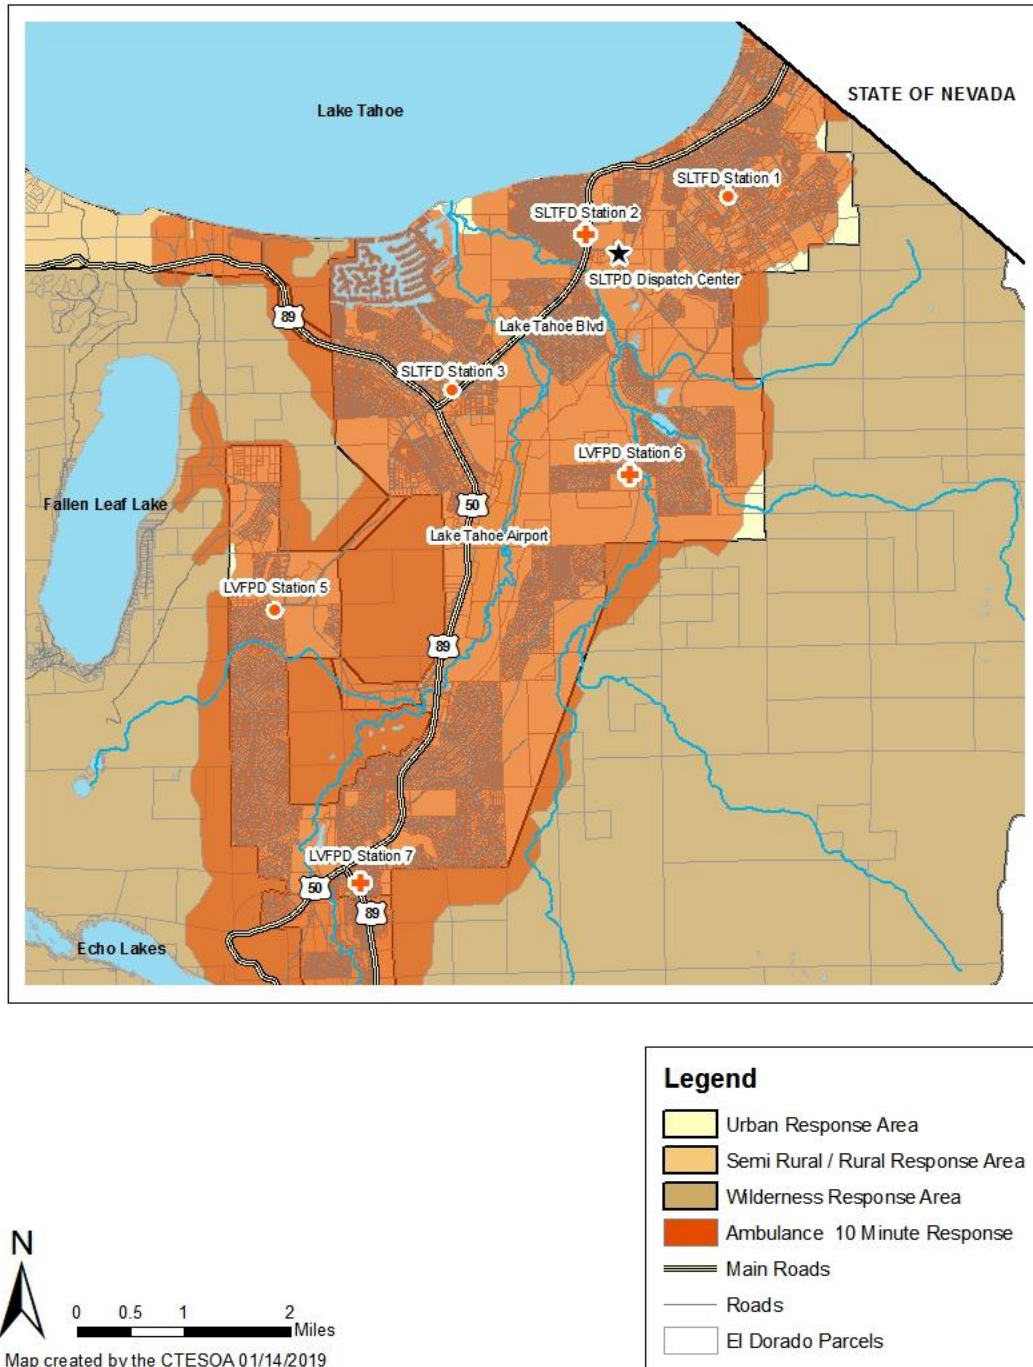 STATE OF NEVADA
Lake Tahoe
SLTFD Station 1
SLTFD Station 2
SLTPD Dispatch Center
89
Lake Tahoe Blvd
SLTFD Station 3
LVFPD Station 6
Fallen Leaf Lake
50
Lake Tahoe Airport
LVFPD Station 5
89
LVFPD Station 7
50
89
Echo Lakes
Legend
Urban Response Area
Semi Rural / Rural Response Area
Wilderness Response Area
Ambulance 10 Minute Response
Main Roads
Roads
El Dorado Parcels
N
0 0.5 1 2
Miles
Map created by the CTESOA 01/14/2019